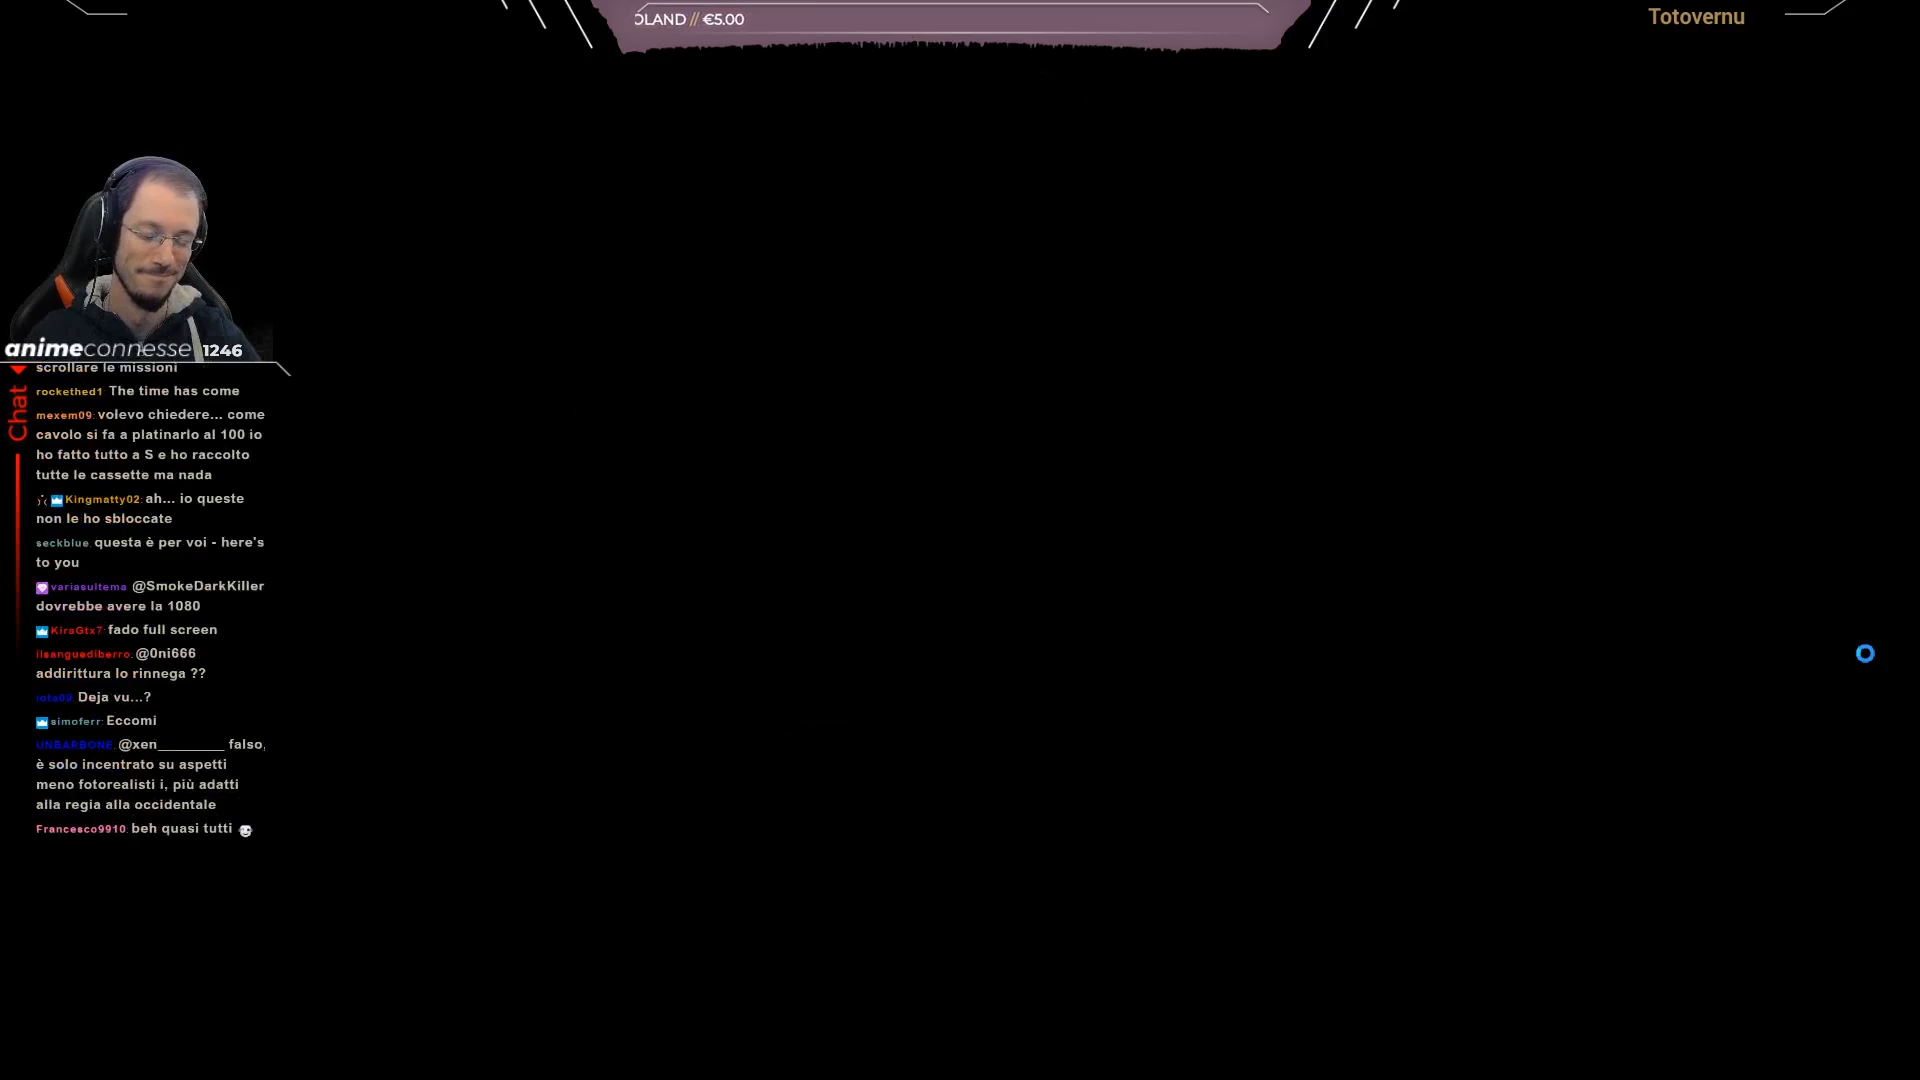 OLAND // €5.00
Totovernu
animeconnesse 1246
Chat
scrollare le missioni
rockethed1 The time has come
mexem09: volevo chiedere... come
cavolo si fa a platinarlo al 100 io
ho fatto tutto a S e ho raccolto
tutte le cassette ma nada
Kingmatty02: ah... io queste
non le ho sbloccate
seckblue: questa è per voi - here's
to you
variasultema @SmokeDarkKiller
dovrebbe avere la 1080
KiraGtx7: fado full screen
ilsanguediberro: @0ni666
addirittura lo rinnega ??
iota09: Deja vu...?
simoferr: Eccomi
UNBARBONE: @xen_________ falso,
è solo incentrato su aspetti
meno fotorealisti i, più adatti
alla regia alla occidentale
Francesco9910: beh quasi tutti